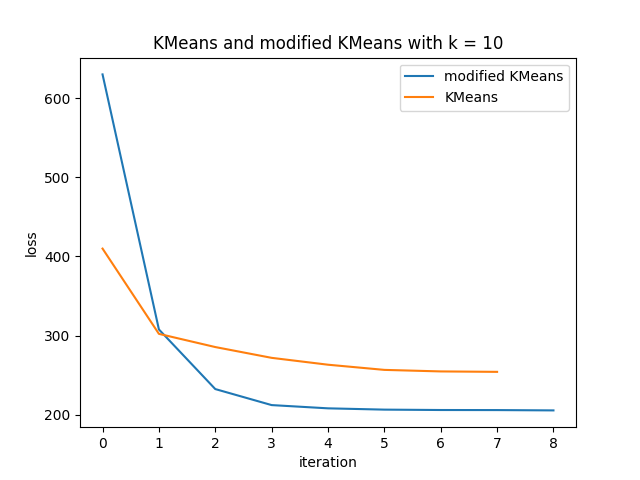 KMeans and modified KMeans with k = 10
modified KMeans
KMeans
600
500
400
300
200
loss
0 1 2 3 4 5 6 7 8
iteration